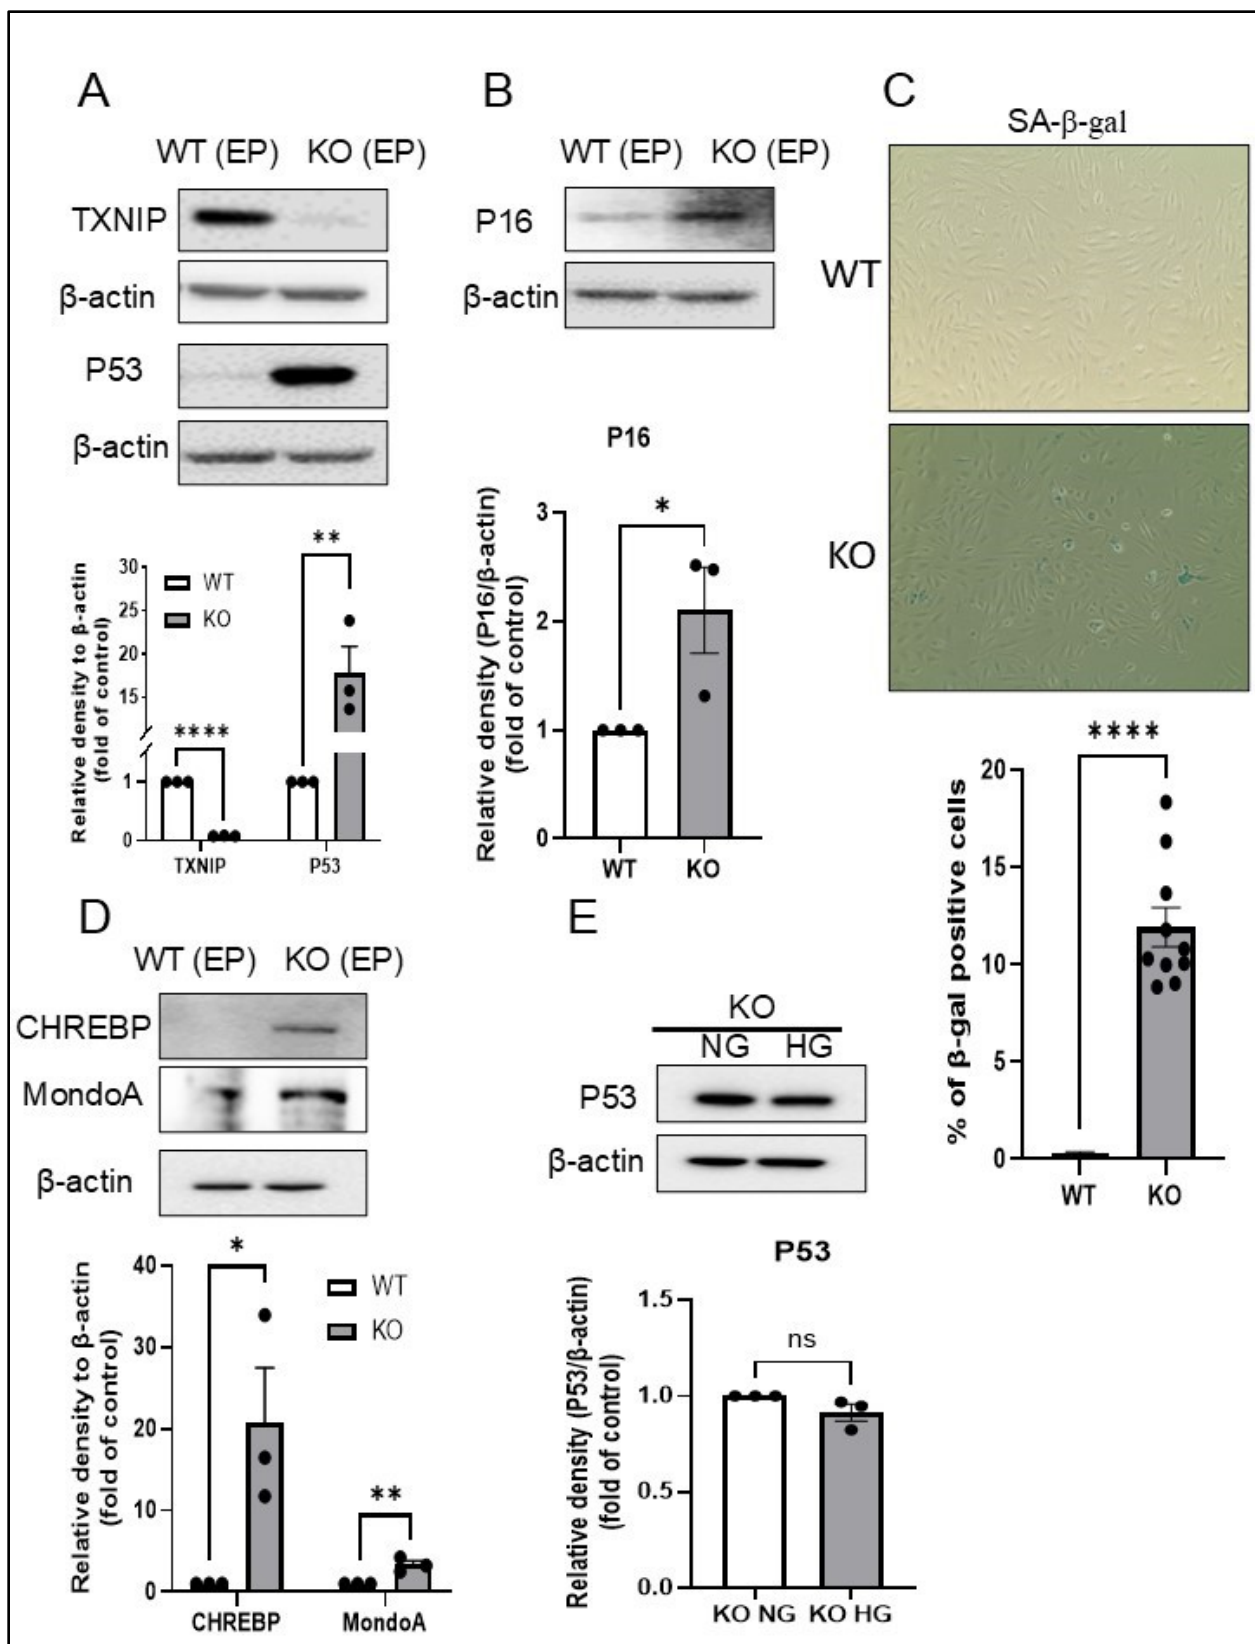 A
WT (EP) KO (EP)
TXNIP
β-actin
P53
β-actin
Relative density to β-actin
(fold of control)
30
25
20
15
1
0
WT
KO
****
**
TXNIP P53
B
WT (EP) KO (EP)
P16
β-actin
P16
Relative density (P16/β-actin)
(fold of control)
3
2
1
0
*
WT KO
C
SA-β-gal
WT
KO
% of β-gal positive cells
20
15
10
5
0
****
WT KO
D
WT (EP) KO (EP)
CHREBP
MondoA
β-actin
Relative density to β-actin
(fold of control)
40
30
20
10
0
*
**
WT
KO
CHREBP MondoA
E
KO
NG HG
P53
β-actin
P53
Relative density (P53/β-actin)
(fold of control)
1.5
1.0
0.5
0.0
ns
KO NG KO HG